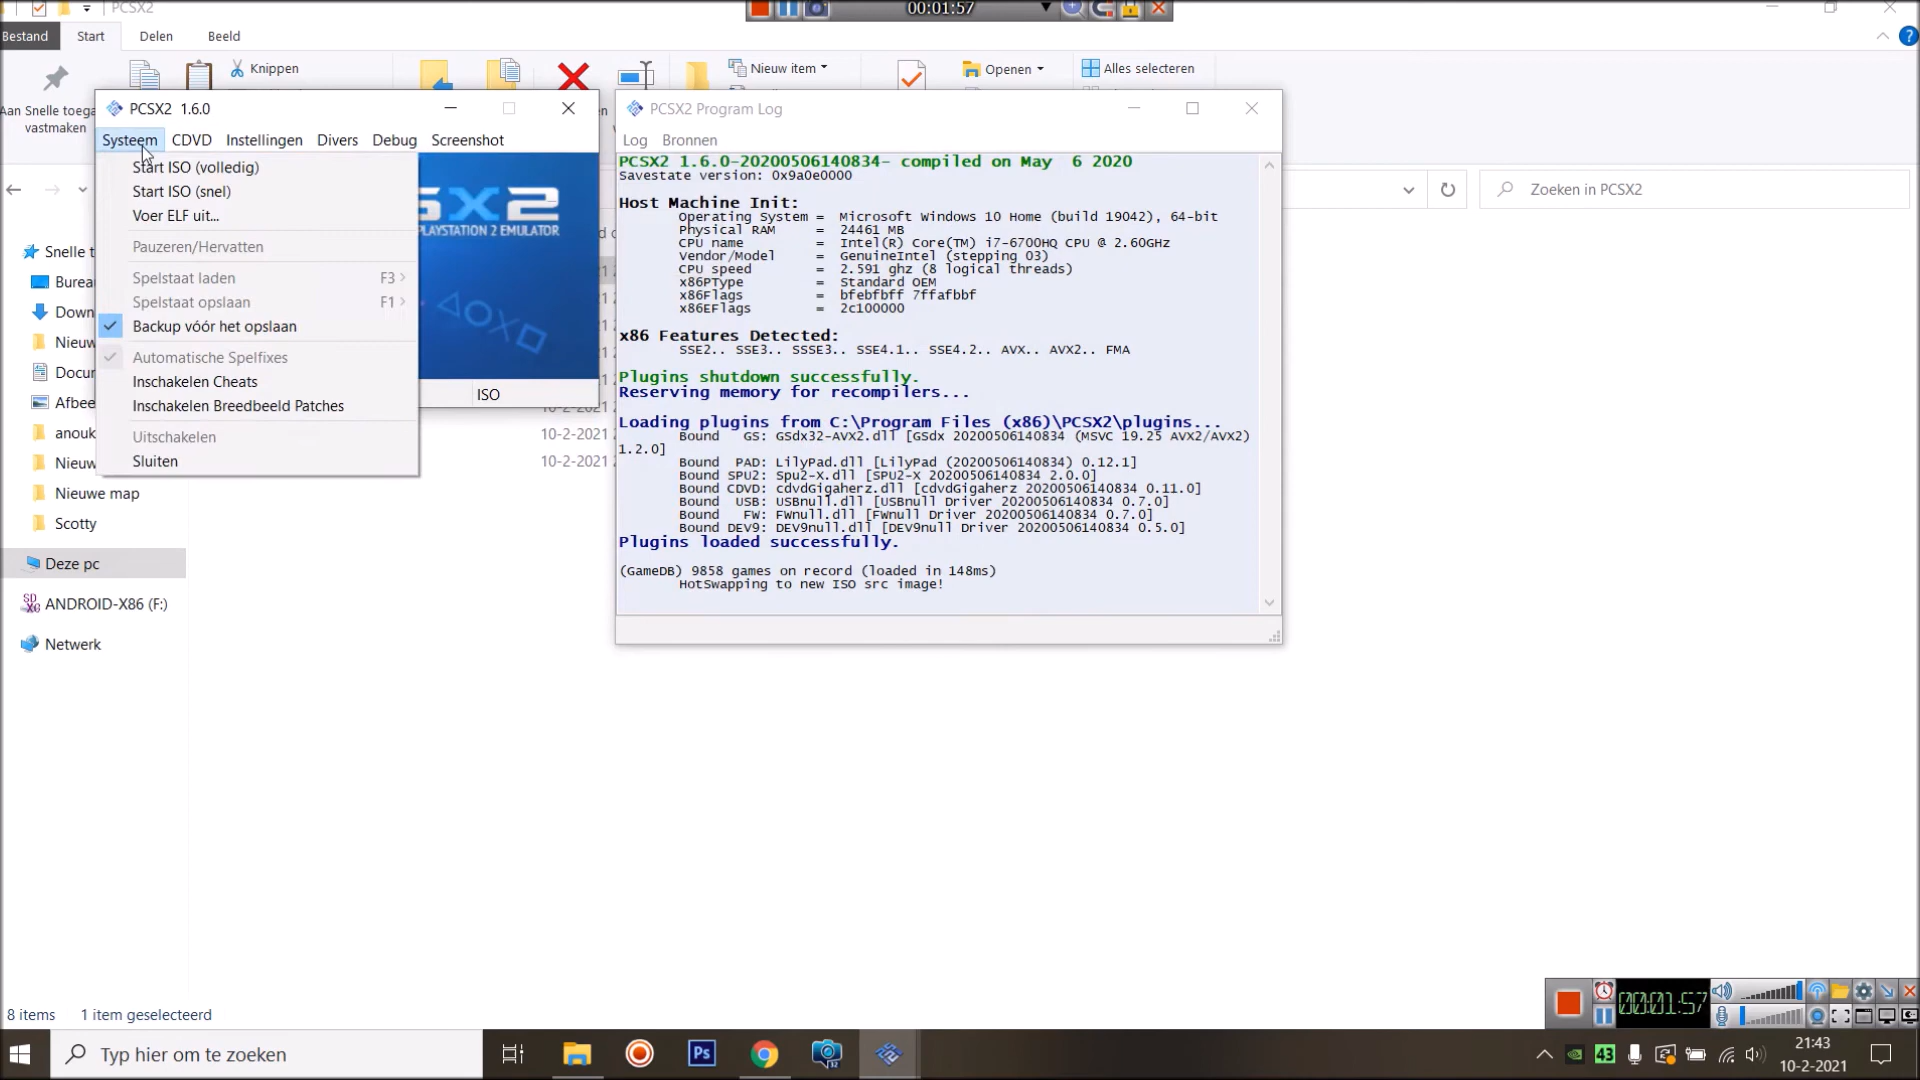 PCSX2
00:01:57
Bestand Start Delen Beeld
Knippen
Nieuw item
Openen
Alles selecteren
Aan Snelle toega
vastmaken
PCSX2 1.6.0
Systeem CDVD Instellingen Divers Debug Screenshot
Start ISO (volledig)
Start ISO (snel)
Voer ELF uit...
Pauzeren/Hervatten
Spelstaat laden F3
Spelstaat opslaan F1
Backup vóór het opslaan
Automatische Spelfixes
Inschakelen Cheats
Inschakelen Breedbeeld Patches
Uitschakelen
Sluiten
SX2
PLAYSTATION 2 EMULATOR
ISO
10-2-2021
10-2-2021
10-2-2021
PCSX2 Program Log
Log Bronnen
PCSX2 1.6.0-20200506140834- compiled on May 6 2020
Savestate version: 0x9a0e0000
Host Machine Init:
Operating System = Microsoft Windows 10 Home (build 19042), 64-bit
Physical RAM = 24461 MB
CPU name = Intel(R) Core(TM) i7-6700HQ CPU @ 2.60GHz
Vendor/Model = GenuineIntel (stepping 03)
CPU speed = 2.591 ghz (8 logical threads)
x86PType = Standard OEM
x86Flags = bfebfbff 7ffafbbf
x86EFlags = 2c100000
x86 Features Detected:
SSE2.. SSE3.. SSSE3.. SSE4.1.. SSE4.2.. AVX.. AVX2.. FMA
Plugins shutdown successfully.
Reserving memory for recompilers...
Loading plugins from C:\Program Files (x86)\PCSX2\plugins...
Bound GS: GSdx32-AVX2.dll [GSdx 20200506140834 (MSVC 19.25 AVX2/AVX2)
1.2.0]
Bound PAD: LilyPad.dll [LilyPad (20200506140834) 0.12.1]
Bound SPU2: Spu2-X.dll [SPU2-X 20200506140834 2.0.0]
Bound CDVD: cdvdGigaherz.dll [cdvdGigaherz 20200506140834 0.11.0]
Bound USB: USBnull.dll [USBnull Driver 20200506140834 0.7.0]
Bound FW: FWnull.dll [FWnull Driver 20200506140834 0.7.0]
Bound DEV9: DEV9null.dll [DEV9null Driver 20200506140834 0.5.0]
Plugins loaded successfully.
(GameDB) 9858 games on record (loaded in 148ms)
HotSwapping to new ISO src image!
Zoeken in PCSX2
Snelle t
Burea
Down
Nieuw
Docu
Afbee
anouk
Nieuw
Nieuwe map
Scotty
Deze pc
ANDROID-X86 (F:)
Netwerk
8 items 1 item geselecteerd
00:01:57
Typ hier om te zoeken
Ps
43
21:43
10-2-2021